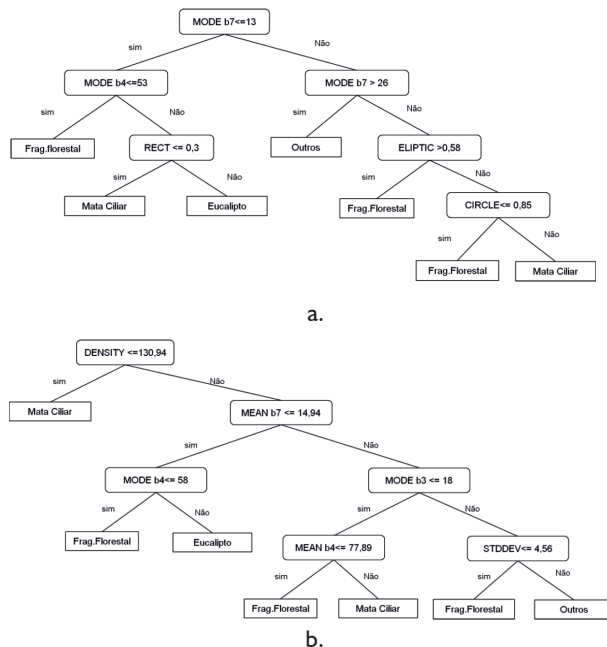 MODE b7<=13
sim
Não
MODE b4<=53
MODE b7 > 26
sim
Não
sim
Não
Frag.florestal
RECT <= 0,3
Outros
ELIPTIC >0,58
sim
Não
sim
Não
Mata Ciliar
Eucalipto
Frag.Florestal
CIRCLE<= 0,85
sim
Não
Frag.Florestal
Mata Ciliar
a.
DENSITY <=130,94
sim
Não
Mata Ciliar
MEAN b7 <= 14,94
sim
Não
MODE b4<= 58
MODE b3 <= 18
sim
Não
sim
Não
Frag.Florestal
Eucalipto
MEAN b4<= 77,89
STDDEV<= 4,56
sim
Não
sim
Não
Frag.Florestal
Mata Ciliar
Frag.Florestal
Outros
b.